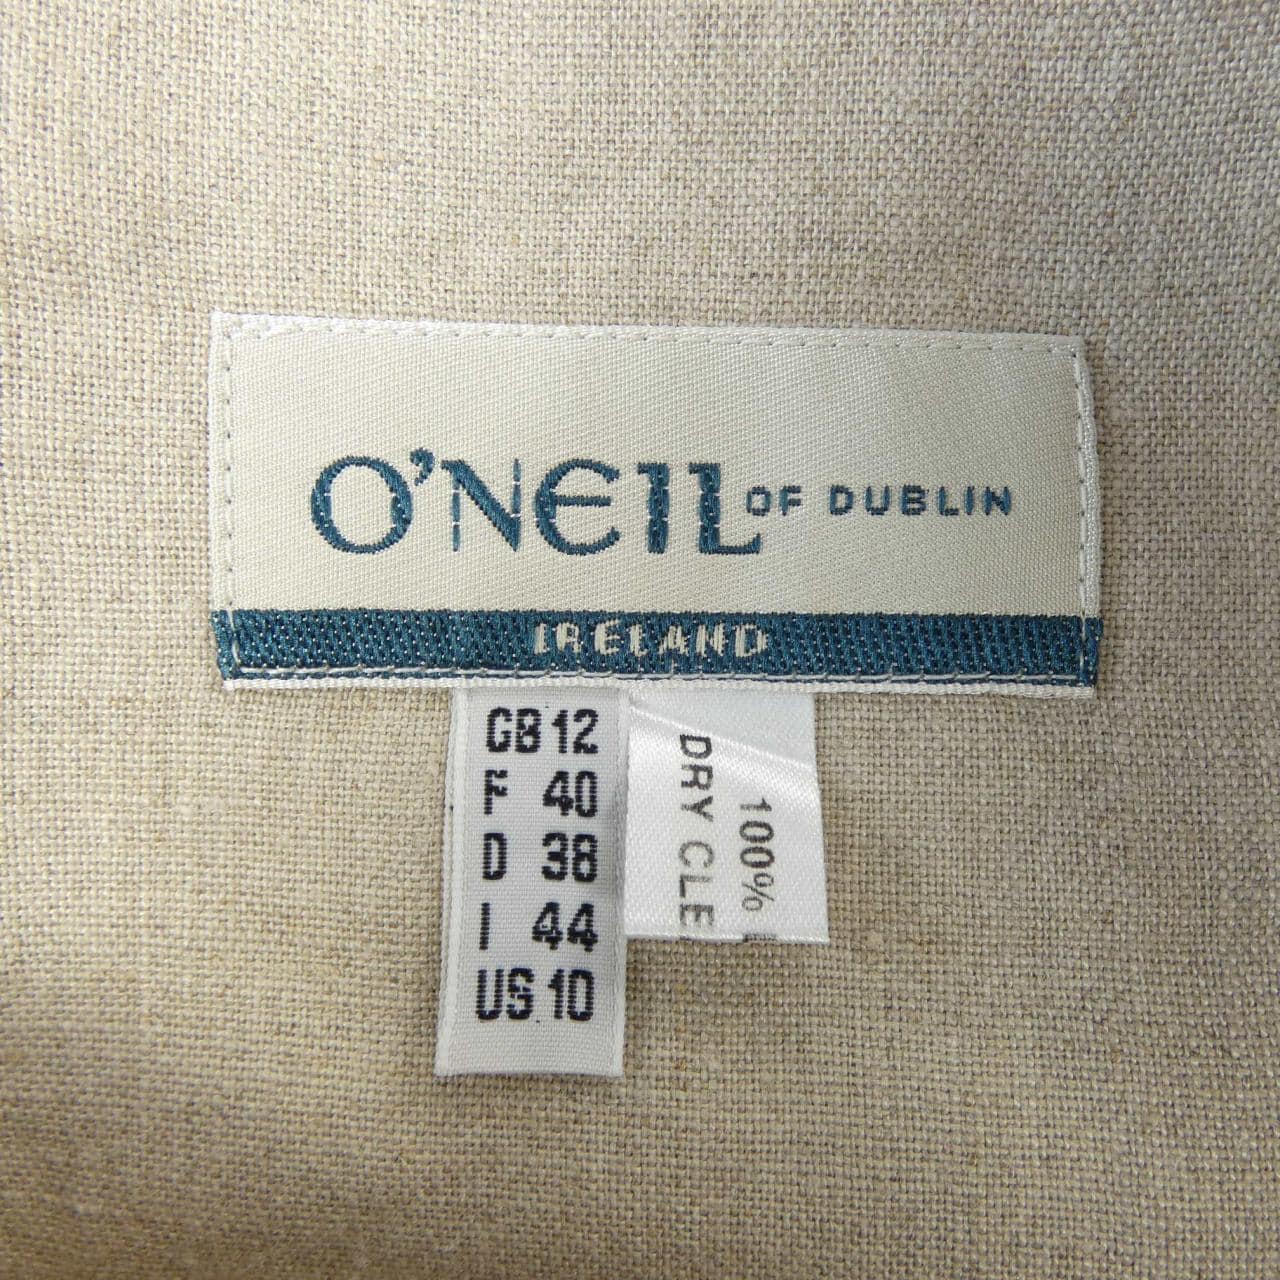 O'NEIL OF DUBLIN
IRELAND
GB 12
F 40
D 38
I 44
US 10
100%
DRY CLE